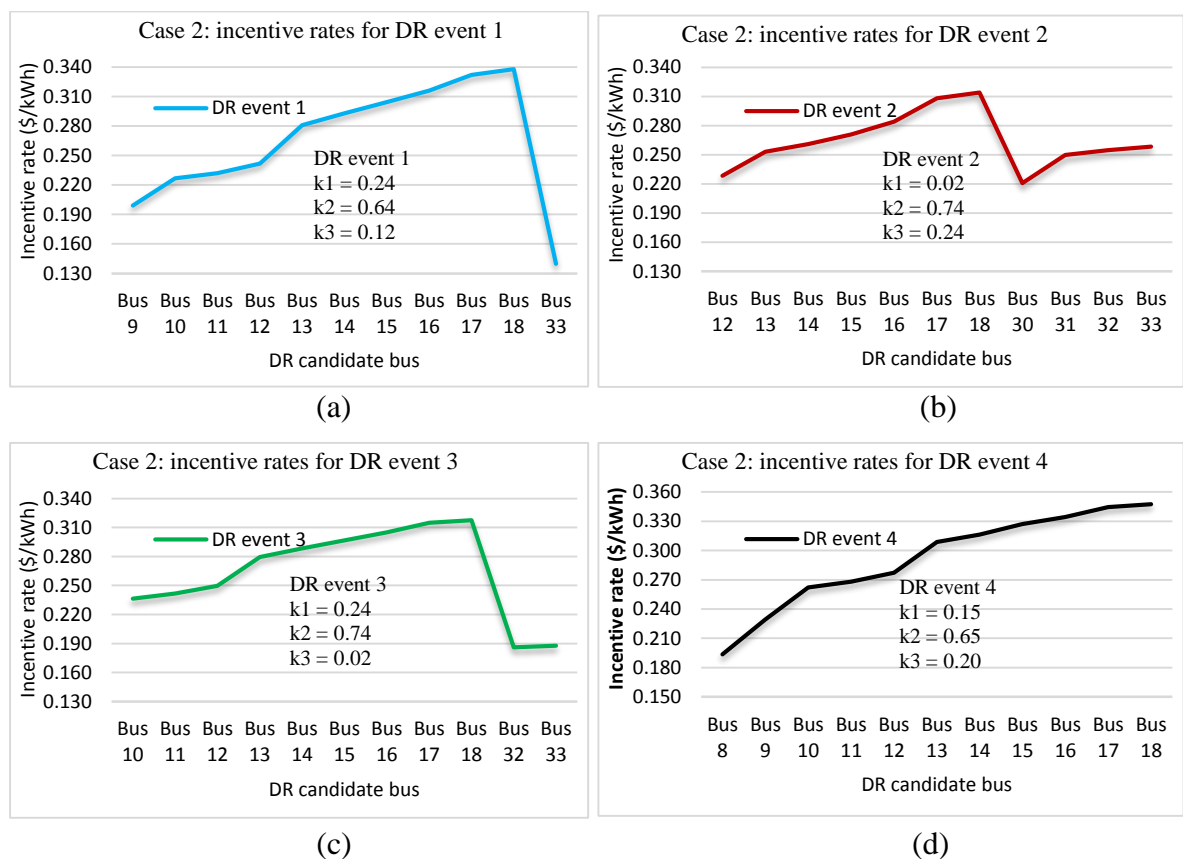 Case 2: incentive rates for DR event 1
Incentive rate ($/kWh)
0.340
0.310
0.280
0.250
0.220
0.190
0.160
0.130
DR event 1
DR event 1
k1 = 0.24
k2 = 0.64
k3 = 0.12
Bus Bus Bus Bus Bus Bus Bus Bus Bus Bus Bus
9 10 11 12 13 14 15 16 17 18 33
DR candidate bus
(a)
Case 2: incentive rates for DR event 2
Incentive rate ($/kWh)
0.340
0.310
0.280
0.250
0.220
0.190
0.160
0.130
DR event 2
DR event 2
k1 = 0.02
k2 = 0.74
k3 = 0.24
Bus Bus Bus Bus Bus Bus Bus Bus Bus Bus Bus
12 13 14 15 16 17 18 30 31 32 33
DR candidate bus
(b)
Case 2: incentive rates for DR event 3
Incentive rate ($/kWh)
0.340
0.310
0.280
0.250
0.220
0.190
0.160
0.130
DR event 3
DR event 3
k1 = 0.24
k2 = 0.74
k3 = 0.02
Bus Bus Bus Bus Bus Bus Bus Bus Bus Bus Bus
10 11 12 13 14 15 16 17 18 32 33
DR candidate bus
(c)
Case 2: incentive rates for DR event 4
Incentive rate ($/kWh)
0.360
0.330
0.300
0.270
0.240
0.210
0.180
0.150
DR event 4
DR event 4
k1 = 0.15
k2 = 0.65
k3 = 0.20
Bus Bus Bus Bus Bus Bus Bus Bus Bus Bus Bus
8 9 10 11 12 13 14 15 16 17 18
DR candidate bus
(d)